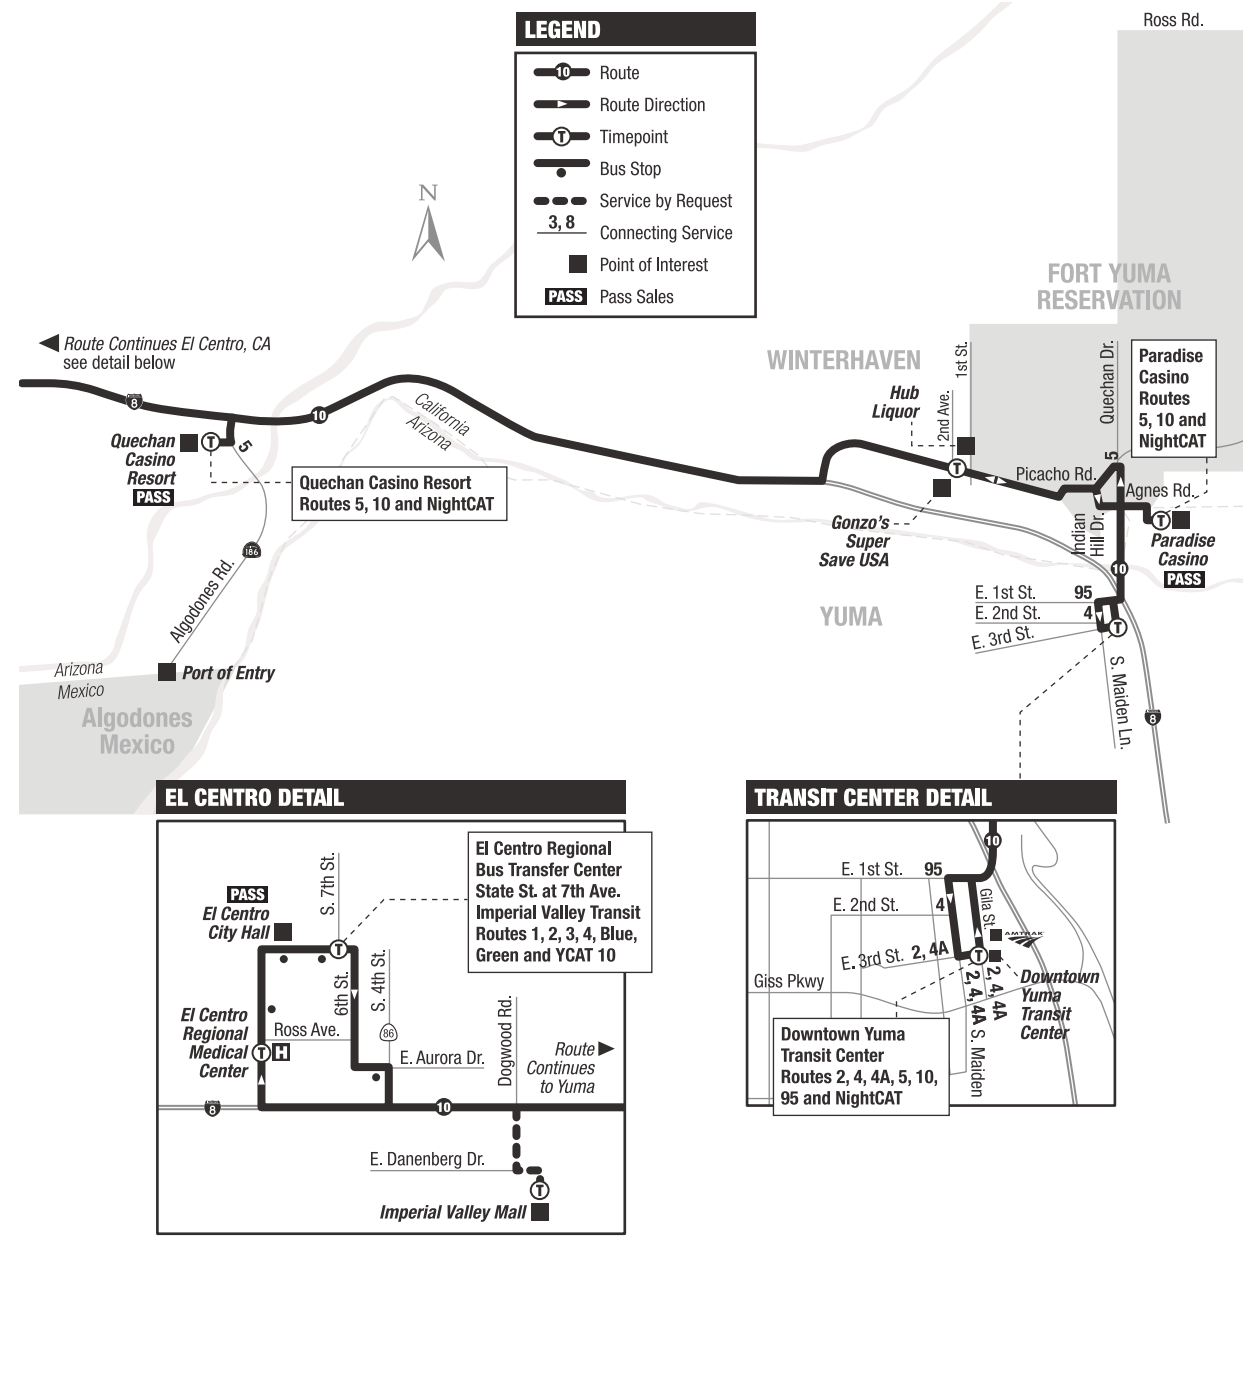 LEGEND
10
Route
Route Direction
T
Timepoint
Bus Stop
Service by Request
3, 8
Connecting Service
Point of Interest
PASS
Pass Sales
Ross Rd.
N
FORT YUMA
RESERVATION
Route Continues El Centro, CA
see detail below
8
10
California
Arizona
WINTERHAVEN
1st St.
2nd Ave.
Hub
Liquor
Quechan Dr.
Paradise
Casino
Routes
5, 10 and
NightCAT
Quechan
Casino
Resort
PASS
T
5
Quechan Casino Resort
Routes 5, 10 and NightCAT
T
Picacho Rd.
5
Agnes Rd.
Gonzo's
Super
Save USA
Indian
Hill Dr.
T
Paradise
Casino
PASS
186
Algodones Rd.
10
YUMA
E. 1st St.
95
E. 2nd St.
4
E. 3rd St.
T
S. Maiden Ln.
8
Arizona
Mexico
Port of Entry
Algodones
Mexico
EL CENTRO DETAIL
El Centro Regional
Bus Transfer Center
State St. at 7th Ave.
Imperial Valley Transit
Routes 1, 2, 3, 4, Blue,
Green and YCAT 10
S. 7th St.
PASS
El Centro
City Hall
T
6th St.
S. 4th St.
El Centro
Regional
Medical
Center
T
H
Ross Ave.
86
E. Aurora Dr.
Dogwood Rd.
Route
Continues
to Yuma
8
10
E. Danenberg Dr.
T
Imperial Valley Mall
TRANSIT CENTER DETAIL
10
E. 1st St.
95
E. 2nd St.
4
Gila St.
AMTRAK
E. 3rd St.
2, 4A
T
Giss Pkwy
2, 4, 4A
2, 4, 4A
Downtown
Yuma
Transit
Center
S. Maiden
Downtown Yuma
Transit Center
Routes 2, 4, 4A, 5, 10,
95 and NightCAT